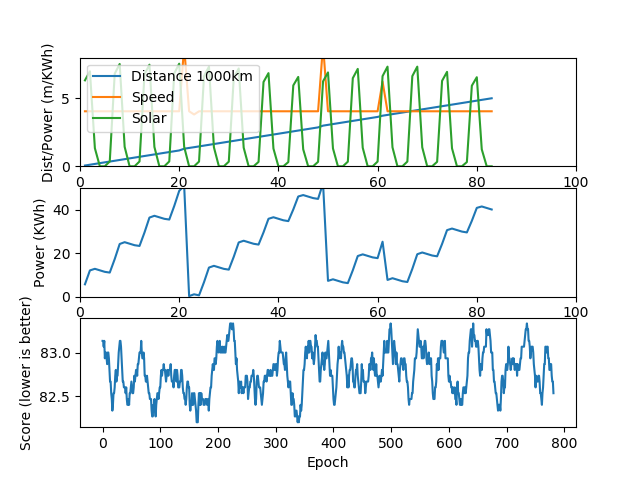 Dist/Power (m/KWh)
5
0
Distance 1000km
Speed
Solar
0 20 40 60 80 100
Power (KWh)
40
20
0
0 20 40 60 80 100
Score (lower is better)
83.0
82.5
0 100 200 300 400 500 600 700 800
Epoch